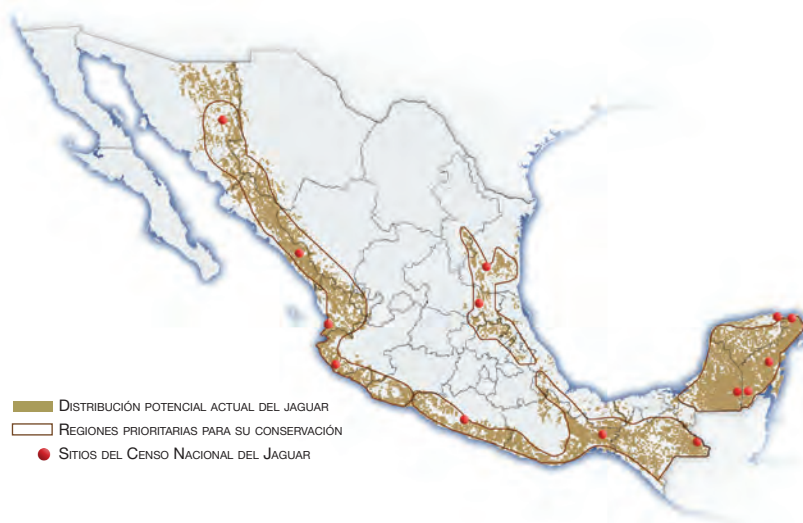 Distribución potencial actual del jaguar
Regiones prioritarias para su conservación
Sitios del Censo Nacional del Jaguar